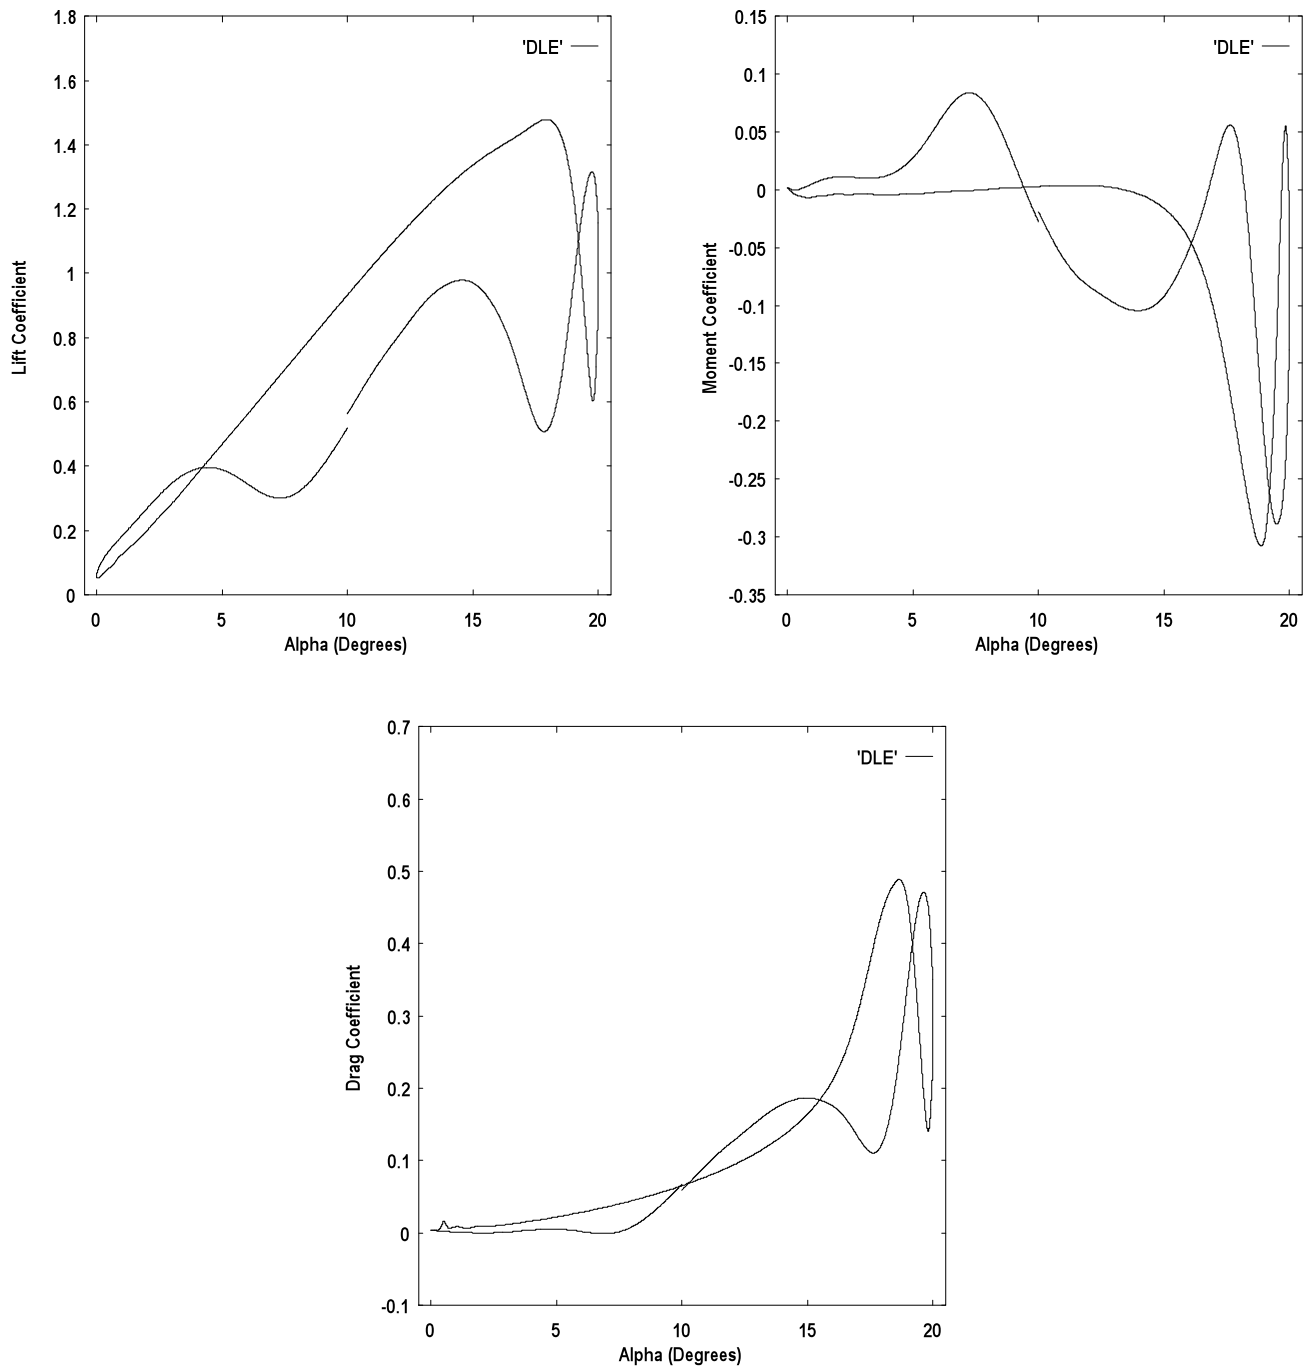 1.8
1.6
1.4
1.2
1
0.8
0.6
0.4
0.2
0
0 5 10 15 20
Alpha (Degrees)
Lift Coefficient
'DLE'
0.15
0.1
0.05
0
-0.05
-0.1
-0.15
-0.2
-0.25
-0.3
-0.35
0 5 10 15 20
Alpha (Degrees)
Moment Coefficient
'DLE'
0.7
0.6
0.5
0.4
0.3
0.2
0.1
0
-0.1
0 5 10 15 20
Alpha (Degrees)
Drag Coefficient
'DLE'